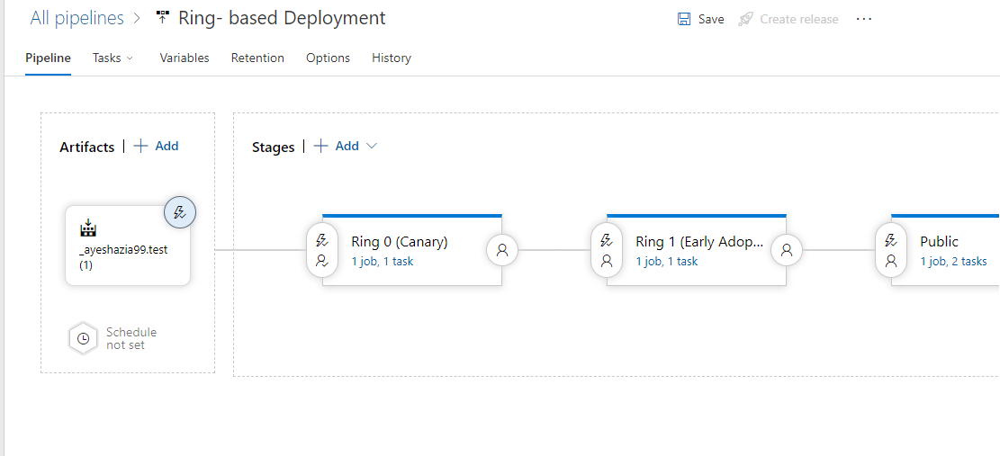 All pipelines > Ring- based Deployment
Save
Create release
...
Pipeline
Tasks
Variables
Retention
Options
History
Artifacts | + Add
Stages | + Add
_ayeshazia99.test
(1)
Schedule
not set
Ring 0 (Canary)
1 job, 1 task
Ring 1 (Early Adop...
1 job, 1 task
Public
1 job, 2 tasks